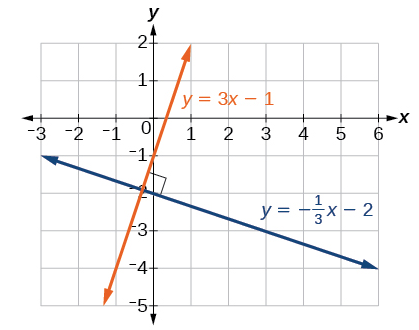 y
2
1
y = 3x − 1
x
-3 -2 -1 0 1 2 3 4 5 6
-1
-2
y = −1/3x − 2
-3
-4
-5